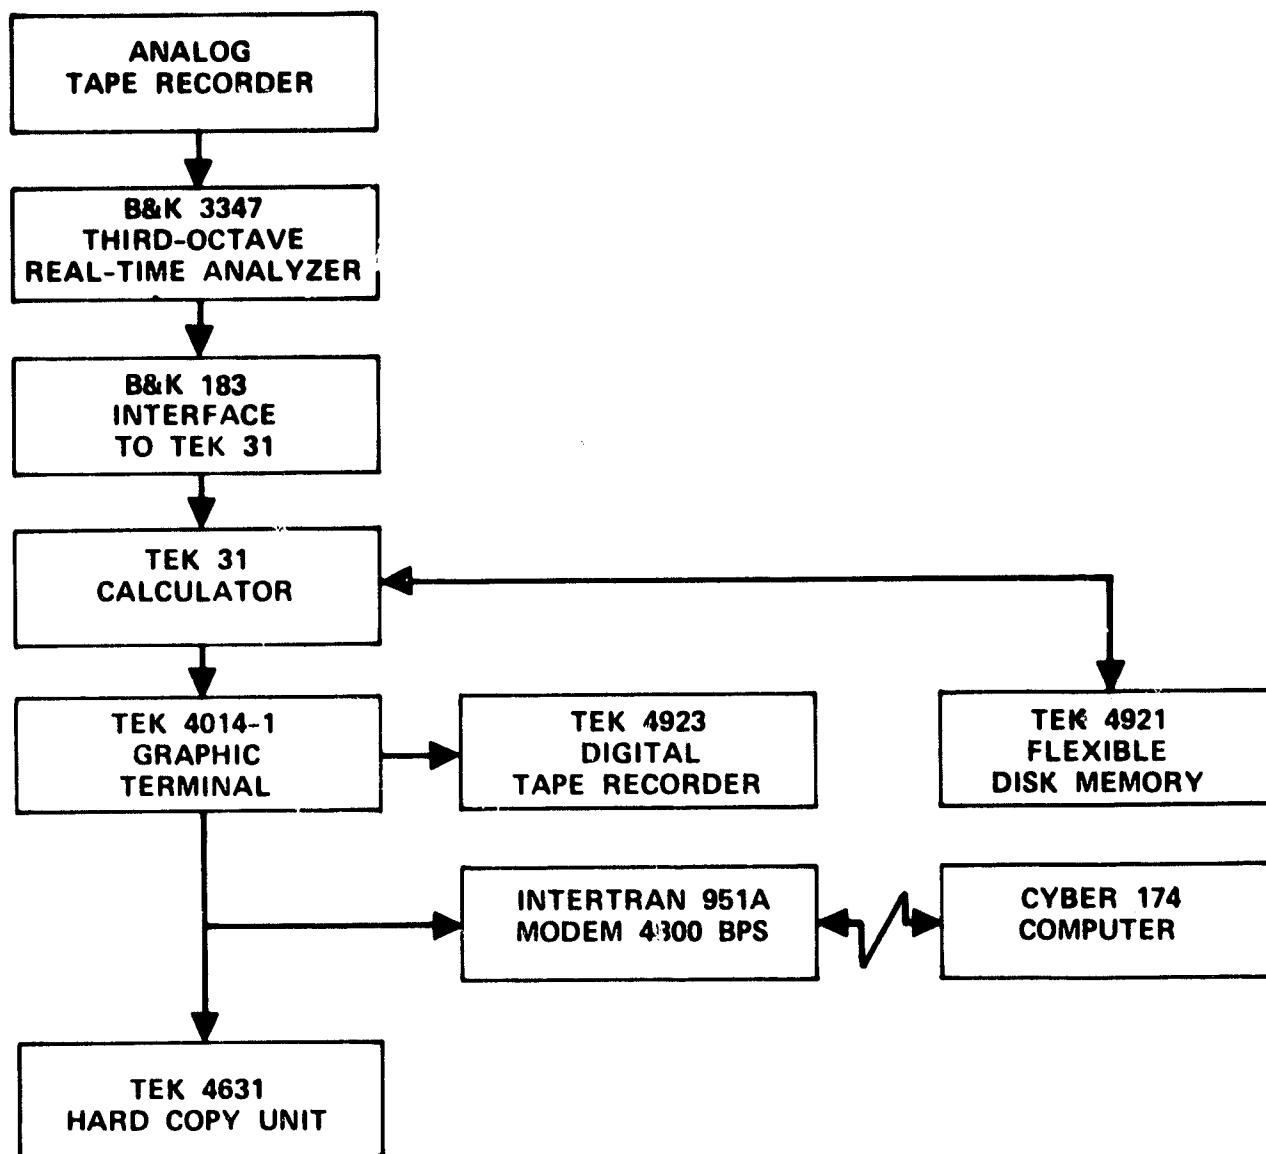 ANALOG
TAPE RECORDER
B&K 3347
THIRD-OCTAVE
REAL-TIME ANALYZER
B&K 183
INTERFACE
TO TEK 31
TEK 31
CALCULATOR
TEK 4014-1
GRAPHIC
TERMINAL
TEK 4923
DIGITAL
TAPE RECORDER
TEK 4921
FLEXIBLE
DISK MEMORY
INTERTRAN 951A
MODEM BPS
CYBER 174
COMPUTER
TEK 4631
HARD COPY UNIT